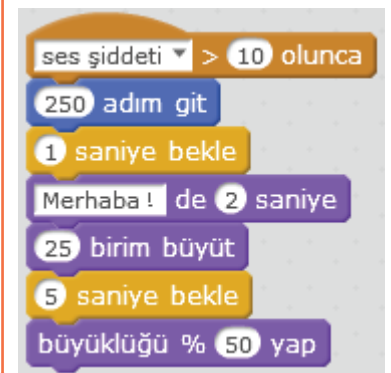 ses şiddeti > 10 olunca
250 adım git
1 saniye bekle
Merhaba! de 2 saniye
25 birim büyüt
5 saniye bekle
büyüklüğü % 50 yap